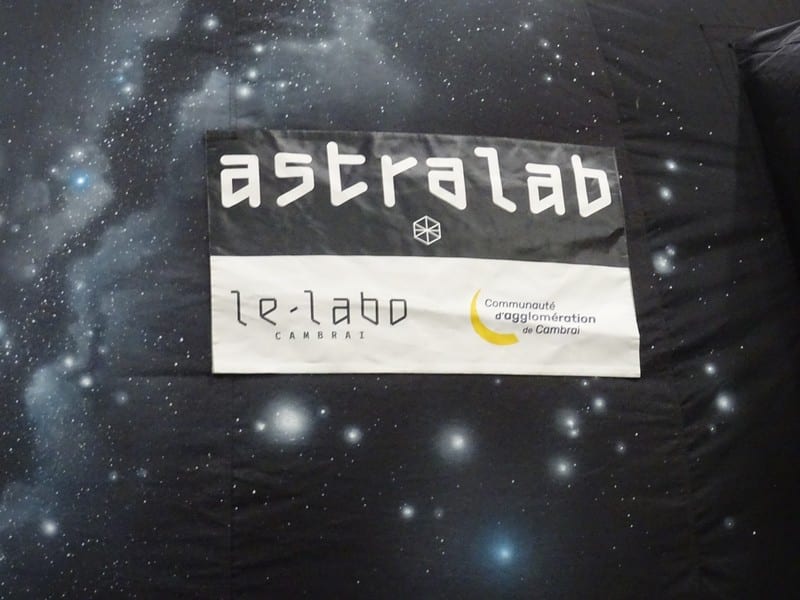 astralab
le-labo
CAMBRAI
Communauté
d'agglomération
de Cambrai